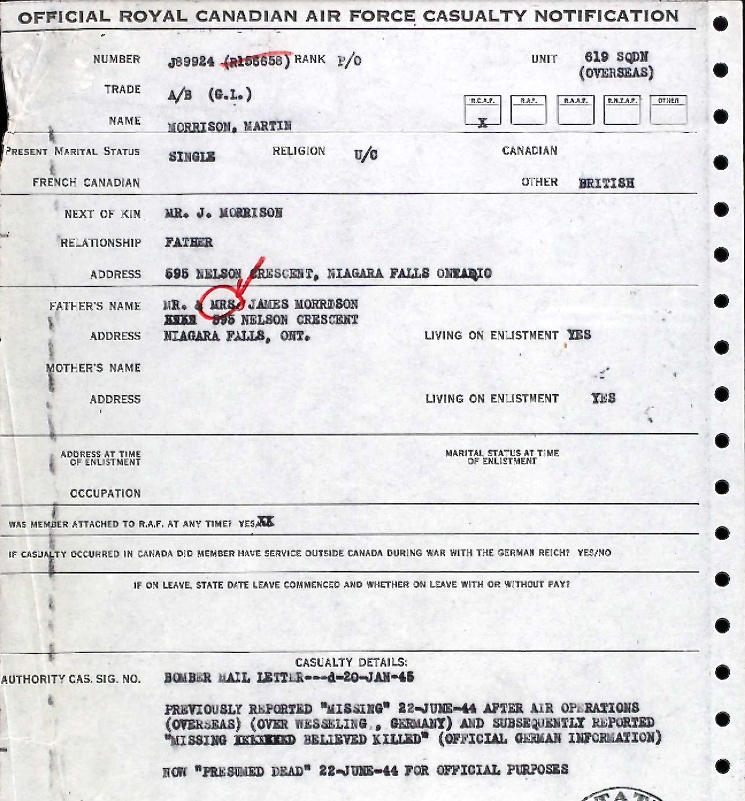 OFFICIAL ROYAL CANADIAN AIR FORCE CASUALTY NOTIFICATION
NUMBER J89924 (R156658) RANK P/O UNIT 619 SQDN
(OVERSEAS)
TRADE A/B (G.I.)
R.C.A.F. R.A.F. R.A.A.F. R.N.Z.A.F. OTHER
NAME MORRISON, MARTIN X
PRESENT MARITAL STATUS SINGLE RELIGION U/C CANADIAN
FRENCH CANADIAN OTHER BRITISH
NEXT OF KIN MR. J. MORRISON
RELATIONSHIP FATHER
ADDRESS 595 NELSON CRESCENT, NIAGARA FALLS ONTARIO
FATHER'S NAME MR. & MRS. JAMES MORRISON
595 NELSON CRESCENT
ADDRESS NIAGARA FALLS, ONT. LIVING ON ENLISTMENT YES
MOTHER'S NAME
ADDRESS LIVING ON ENLISTMENT YES
ADDRESS AT TIME MARITAL STATUS AT TIME
OF ENLISTMENT OF ENLISTMENT
OCCUPATION
WAS MEMBER ATTACHED TO R.A.F. AT ANY TIME? YES/XX
IF CASUALTY OCCURRED IN CANADA DID MEMBER HAVE SERVICE OUTSIDE CANADA DURING WAR WITH THE GERMAN REICH? YES/NO
IF ON LEAVE, STATE DATE LEAVE COMMENCED AND WHETHER ON LEAVE WITH OR WITHOUT PAY?
CASUALTY DETAILS:
AUTHORITY CAS. SIG. NO. BOMBER MAIL LETTER---d-20-JAN-45
PREVIOUSLY REPORTED "MISSING" 22-JUNE-44 AFTER AIR OPERATIONS
(OVERSEAS) (OVER WESSELING, GERMANY) AND SUBSEQUENTLY REPORTED
"MISSING BELIEVED KILLED" (OFFICIAL GERMAN INFORMATION)
NOW "PRESUMED DEAD" 22-JUNE-44 FOR OFFICIAL PURPOSES